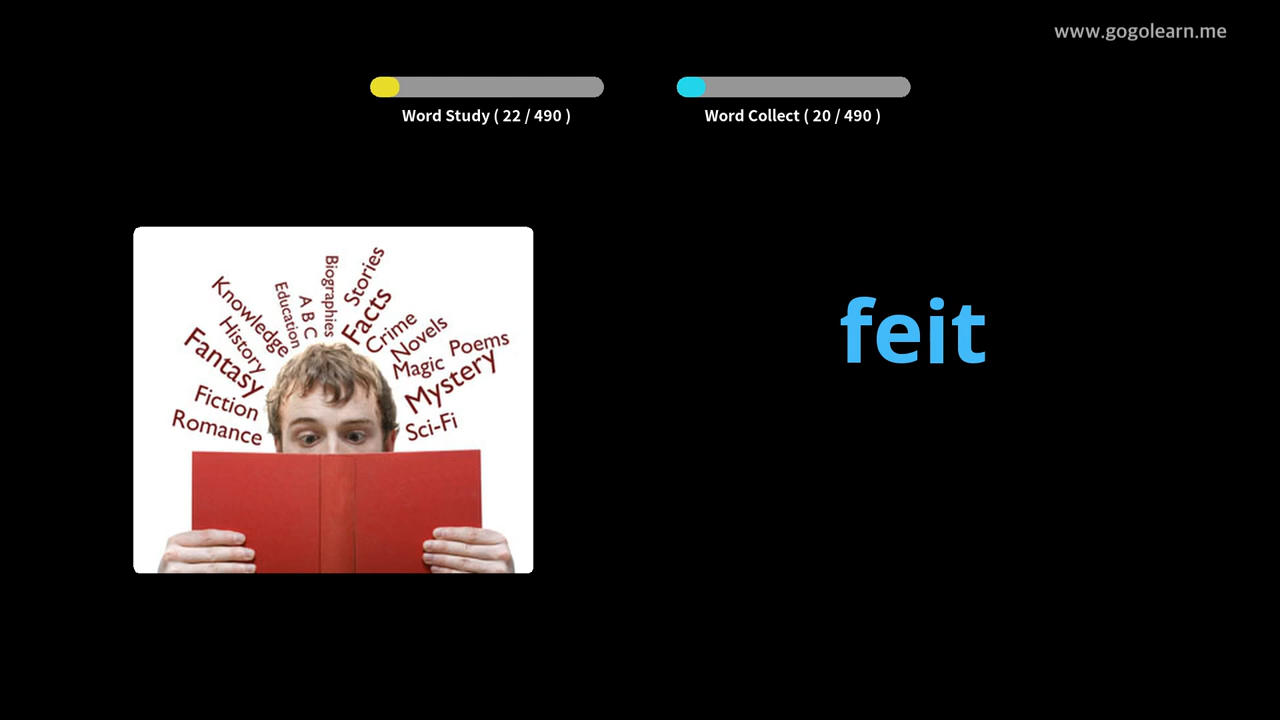 www.gogolearn.me
Word Study ( 22 / 490 )
Word Collect ( 20 / 490 )
Knowledge
Education
A B C
Biographies
Stories
Facts
History
Crime
Novels
Poems
Fantasy
Magic
Mystery
Fiction
Romance
Sci-Fi
feit